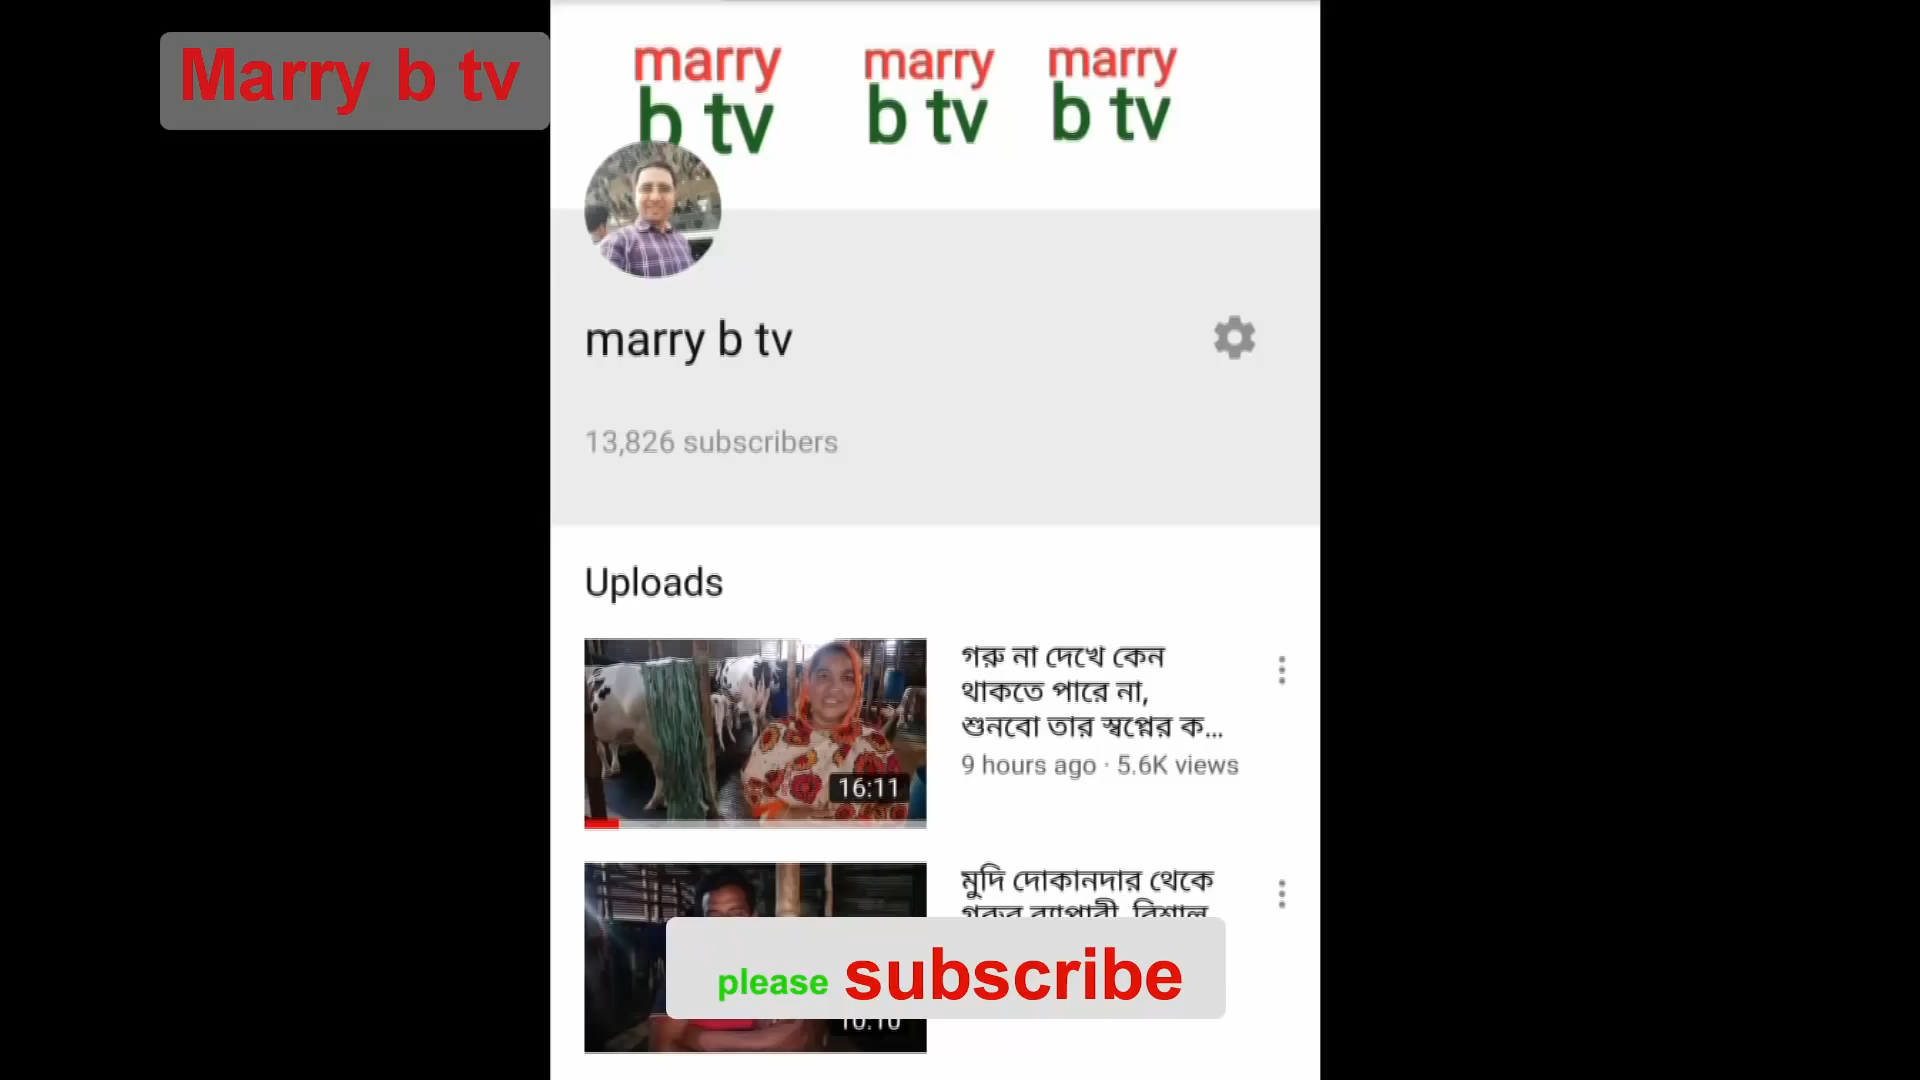 Marry b tv
marry marry marry
b tv b tv b tv
marry b tv
13,826 subscribers
Uploads
গরু না দেখে কেন
থাকতে পারে না,
শুনবো তার স্বপ্নের ক...
9 hours ago · 5.6K views
16:11
মুদি দোকানদার থেকে
গরুর ব্যাপারী, বিশাল
please subscribe